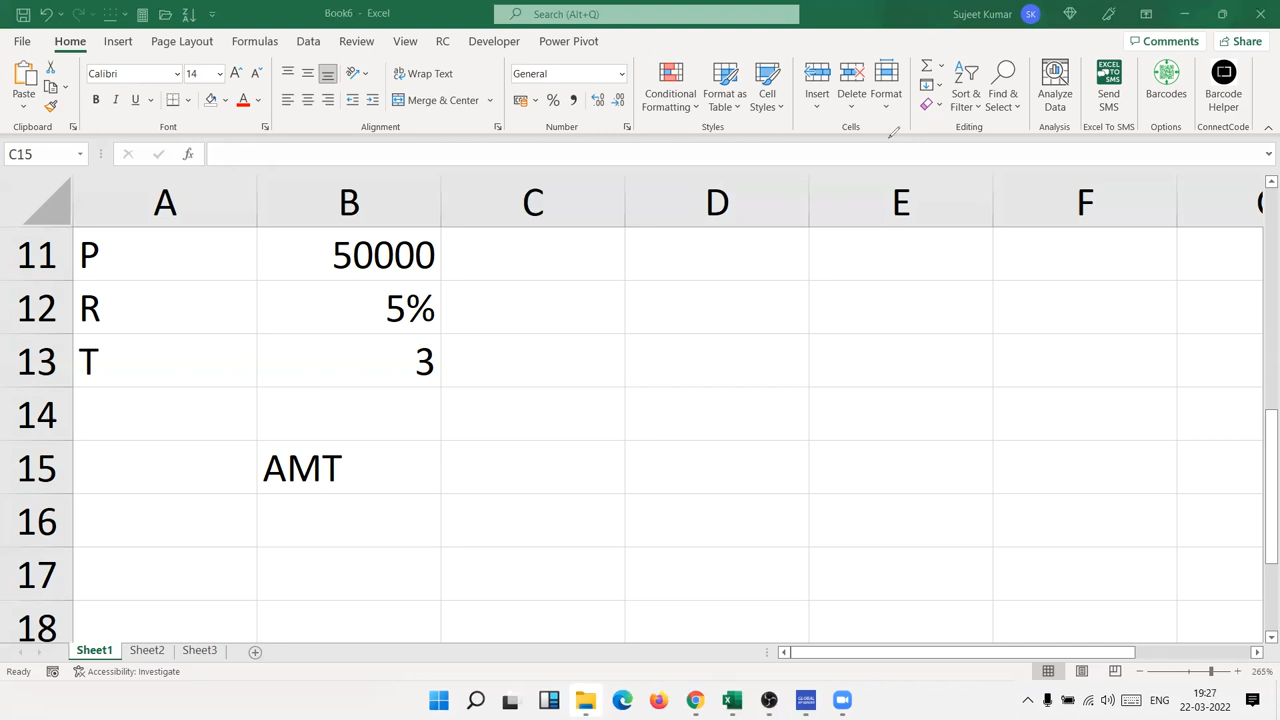 Book6 - Excel
Search (Alt+Q)
Sujeet Kumar
SK
File
Home
Insert
Page Layout
Formulas
Data
Review
View
RC
Developer
Power Pivot
Comments
Share
Paste
Calibri
14
B
I
U
Wrap Text
Merge & Center
General
Conditional Formatting
Format as Table
Cell Styles
Insert
Delete
Format
Sort & Filter
Find & Select
Analyze Data
Send SMS
Barcodes
Barcode Helper
Clipboard
Font
Alignment
Number
Styles
Cells
Editing
Analysis
Excel To SMS
Options
ConnectCode
C15
fx
A B C D E F
11 P 50000
12 R 5%
13 T 3
14
15 AMT
16
17
18
Sheet1
Sheet2
Sheet3
Ready
Accessibility: Investigate
265%
ENG
19:27
22-03-2022